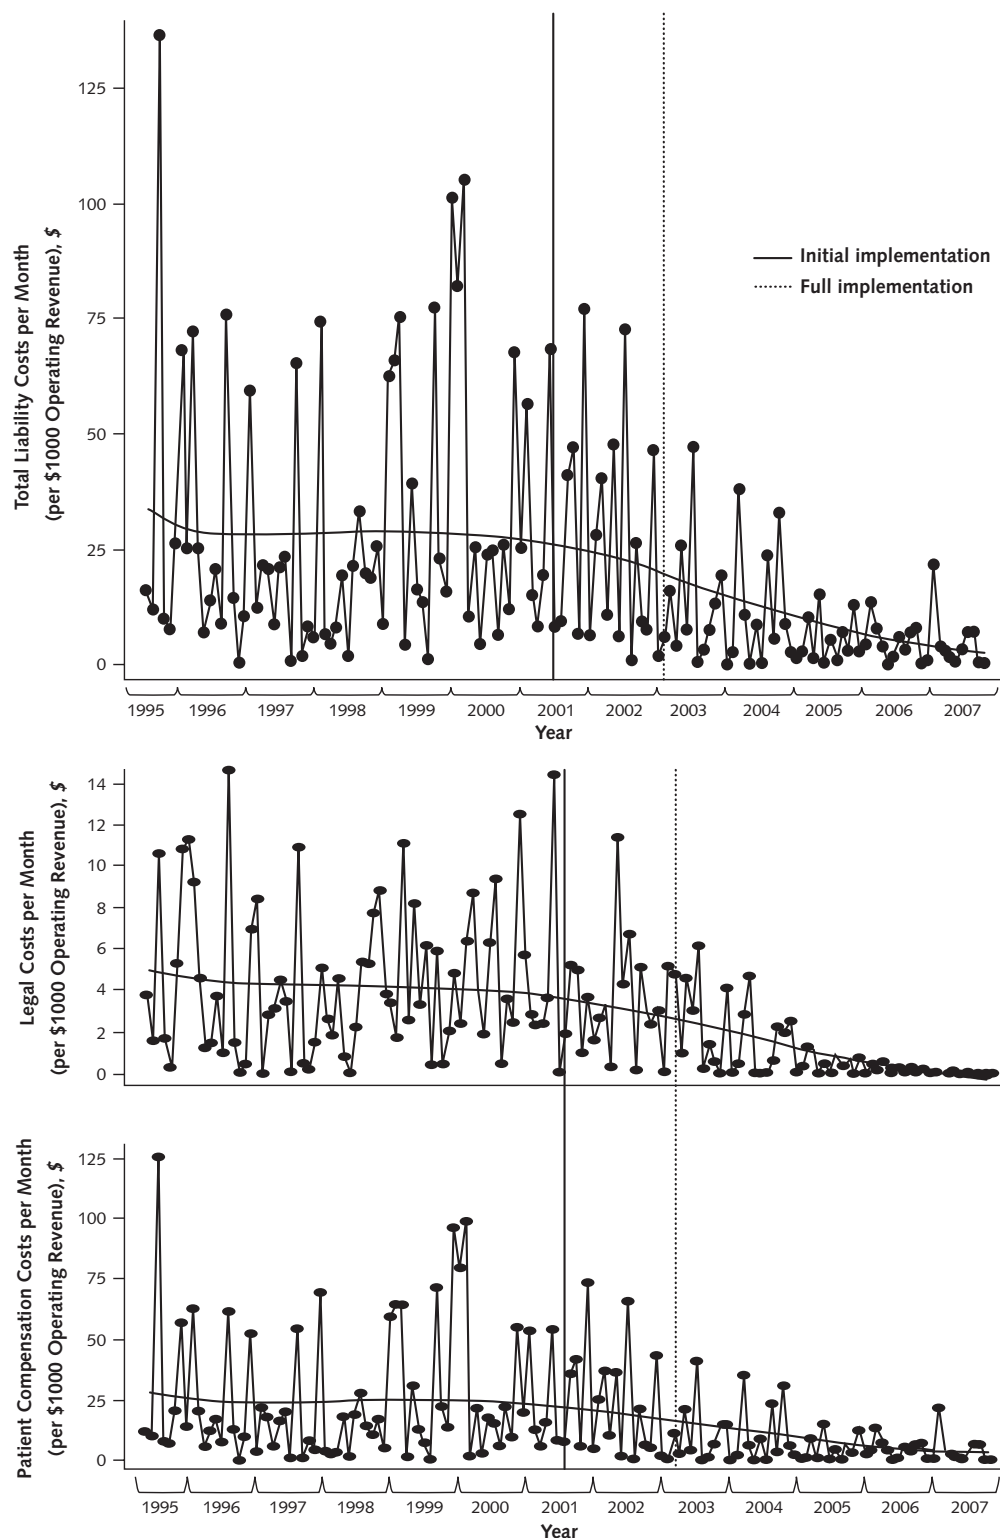 Total Liability Costs per Month
(per $1000 Operating Revenue), $
125
100
75
50
25
0
Initial implementation
Full implementation
1995 1996 1997 1998 1999 2000 2001 2002 2003 2004 2005 2006 2007
Year
Legal Costs per Month
(per $1000 Operating Revenue), $
14
12
10
8
6
4
2
0
Patient Compensation Costs per Month
(per $1000 Operating Revenue), $
125
100
75
50
25
0
1995 1996 1997 1998 1999 2000 2001 2002 2003 2004 2005 2006 2007
Year